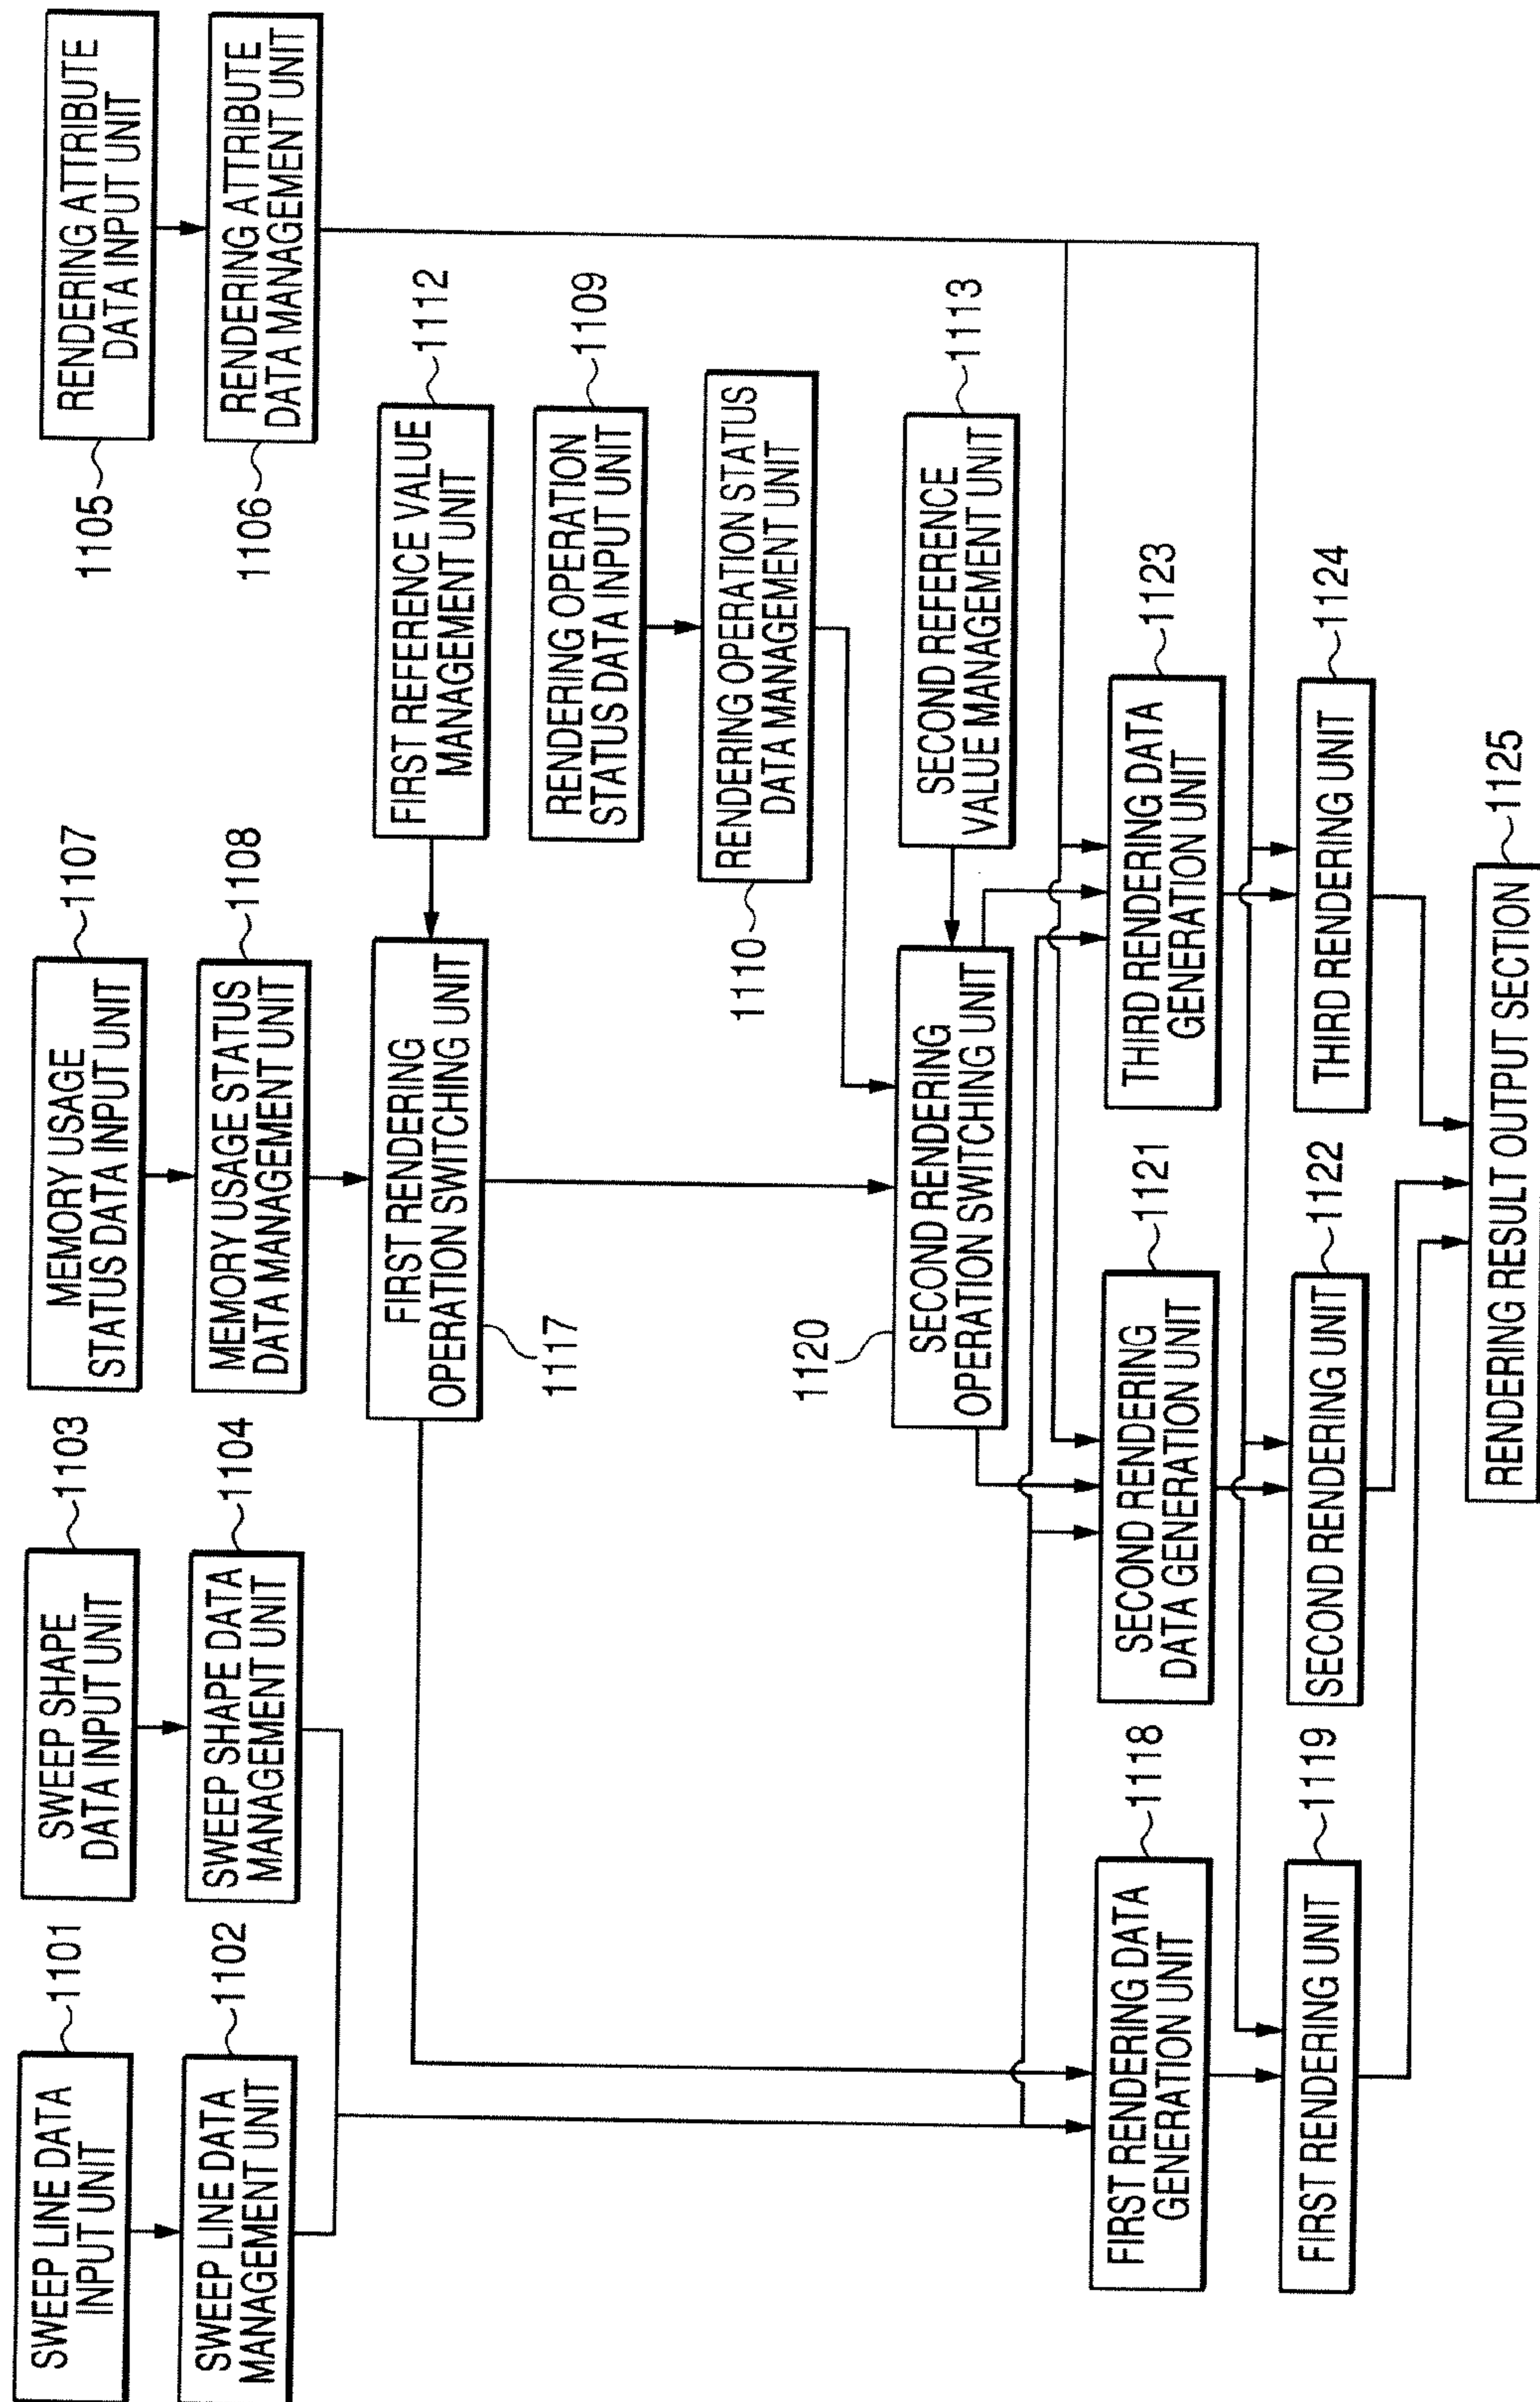 SWEEP LINE DATA
INPUT UNIT
1101
SWEEP SHAPE
DATA INPUT UNIT
1103
MEMORY USAGE
STATUS DATA INPUT UNIT
1107
RENDERING ATTRIBUTE
DATA INPUT UNIT
1105
SWEEP LINE DATA
MANAGEMENT UNIT
1102
SWEEP SHAPE DATA
MANAGEMENT UNIT
1104
MEMORY USAGE STATUS
DATA MANAGEMENT UNIT
1108
RENDERING ATTRIBUTE
DATA MANAGEMENT UNIT
1106
FIRST RENDERING
OPERATION SWITCHING UNIT
1117
FIRST REFERENCE VALUE
MANAGEMENT UNIT
1112
RENDERING OPERATION
STATUS DATA INPUT UNIT
1109
RENDERING OPERATION STATUS
DATA MANAGEMENT UNIT
1110
SECOND RENDERING
OPERATION SWITCHING UNIT
1120
SECOND REFERENCE
VALUE MANAGEMENT UNIT
1113
FIRST RENDERING DATA
GENERATION UNIT
1118
SECOND RENDERING
DATA GENERATION UNIT
1121
THIRD RENDERING DATA
GENERATION UNIT
1123
FIRST RENDERING UNIT
1119
SECOND RENDERING UNIT
1122
THIRD RENDERING UNIT
1124
RENDERING RESULT OUTPUT SECTION
1125